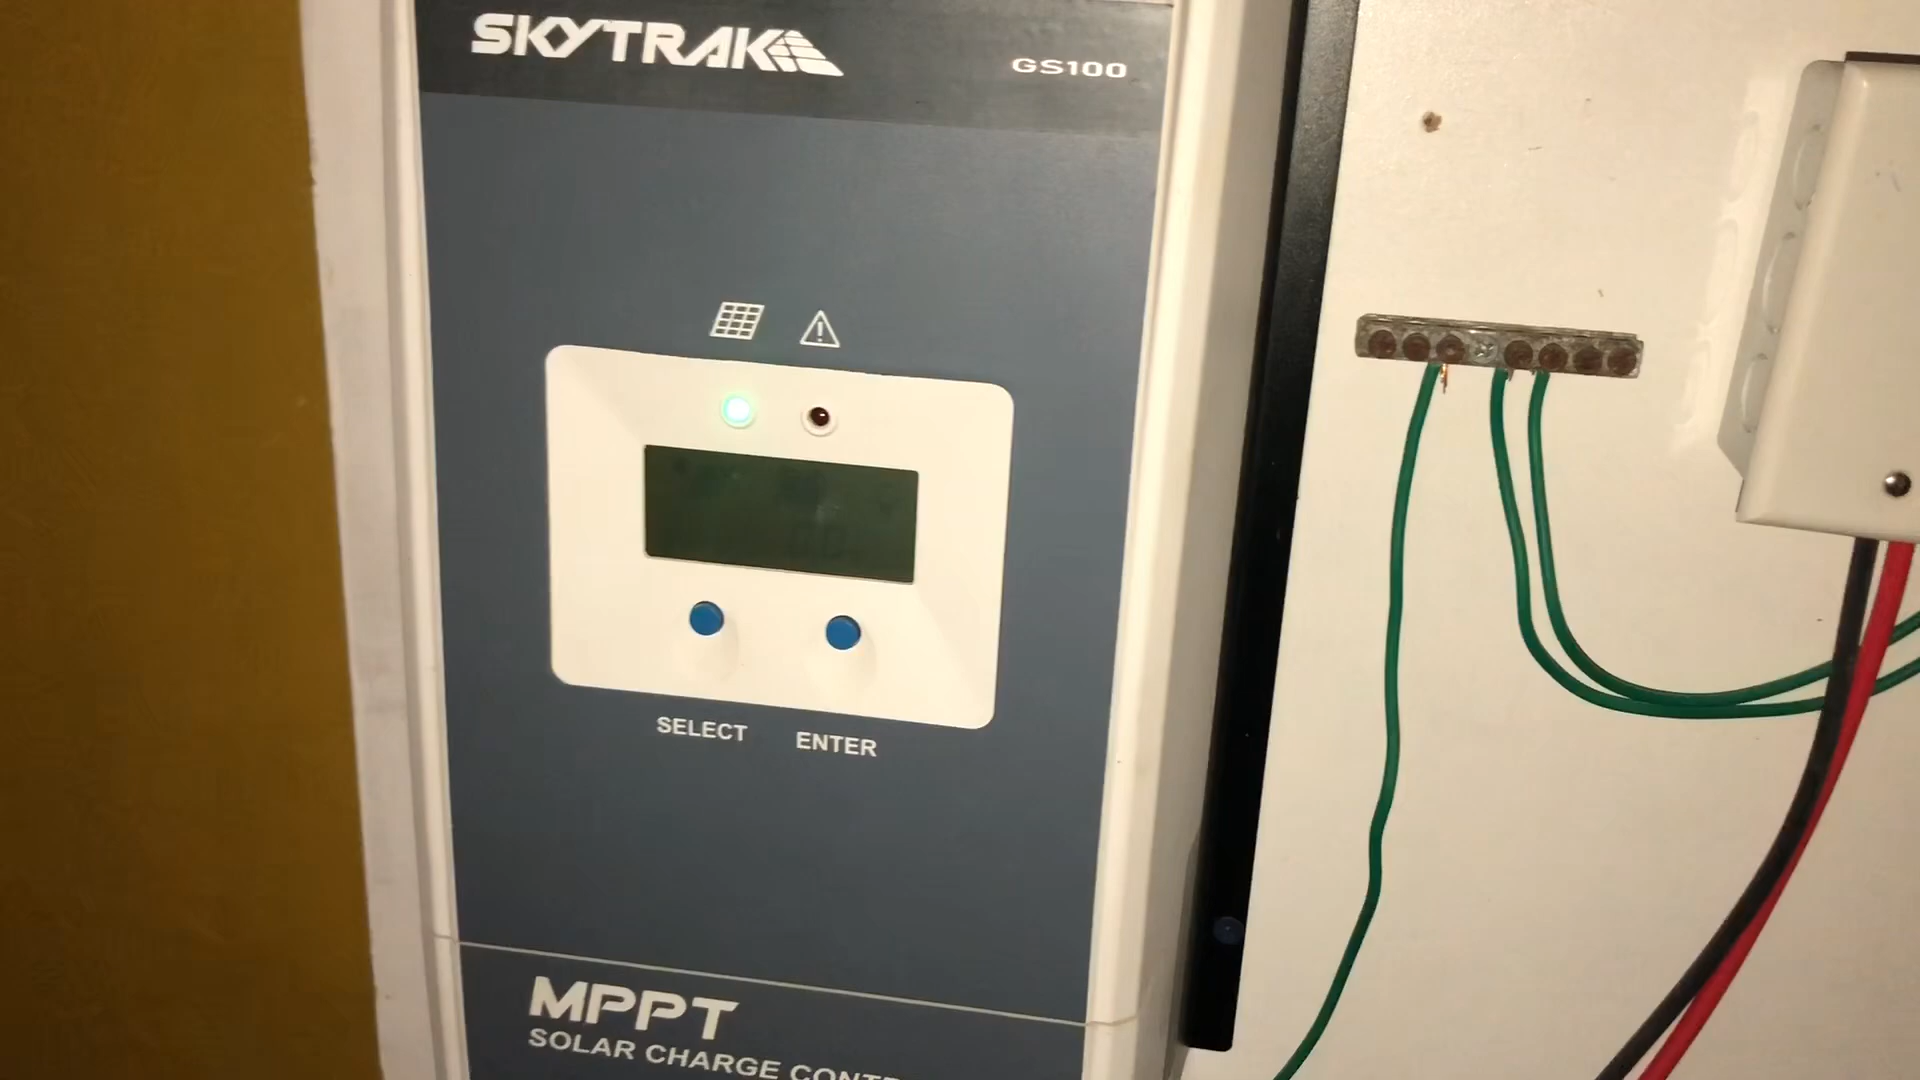 SKYTRAK
GS100
SELECT
ENTER
MPPT
SOLAR CHARGE